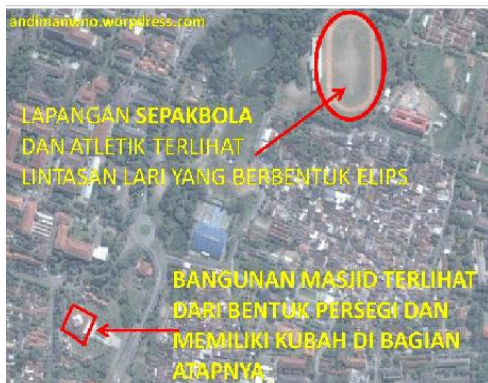 andimanwno.worpdress.com
LAPANGAN SEPAKBOLA
DAN ATLETIK TERLIHAT
LINTASAN LARI YANG BERBENTUK ELIPS
BANGUNAN MASJID TERLIHAT
DARI BENTUK PERSEGI DAN
MEMILIKI KUBAH DI BAGIAN
ATAPNYA